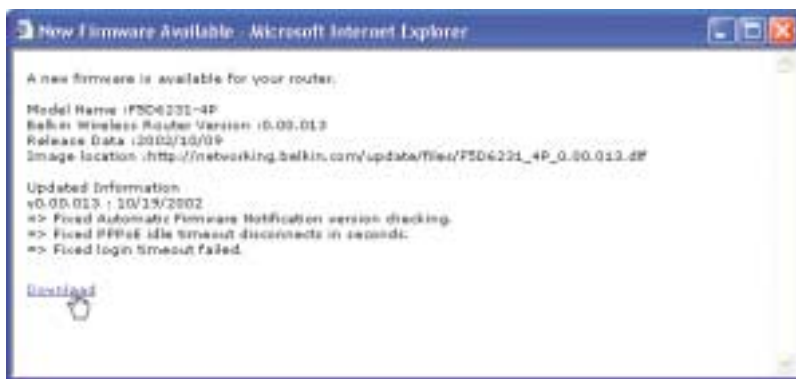 New Firmware Available - Microsoft Internet Explorer
A new firmware is available for your router.
Model Name :F5D6231-4P
Belkin Wireless Router Version :0.00.013
Release Data :2002/10/09
Image location :http://networking.belkin.com/update/files/F5D6231_4P_0.00.013.dlf
Updated Information
v0.00.013 : 10/19/2002
=> Fixed Automatic Firmware Notification version checking.
=> Fixed PPPoE idle timeout disconnects in seconds.
=> Fixed login timeout failed.
Download